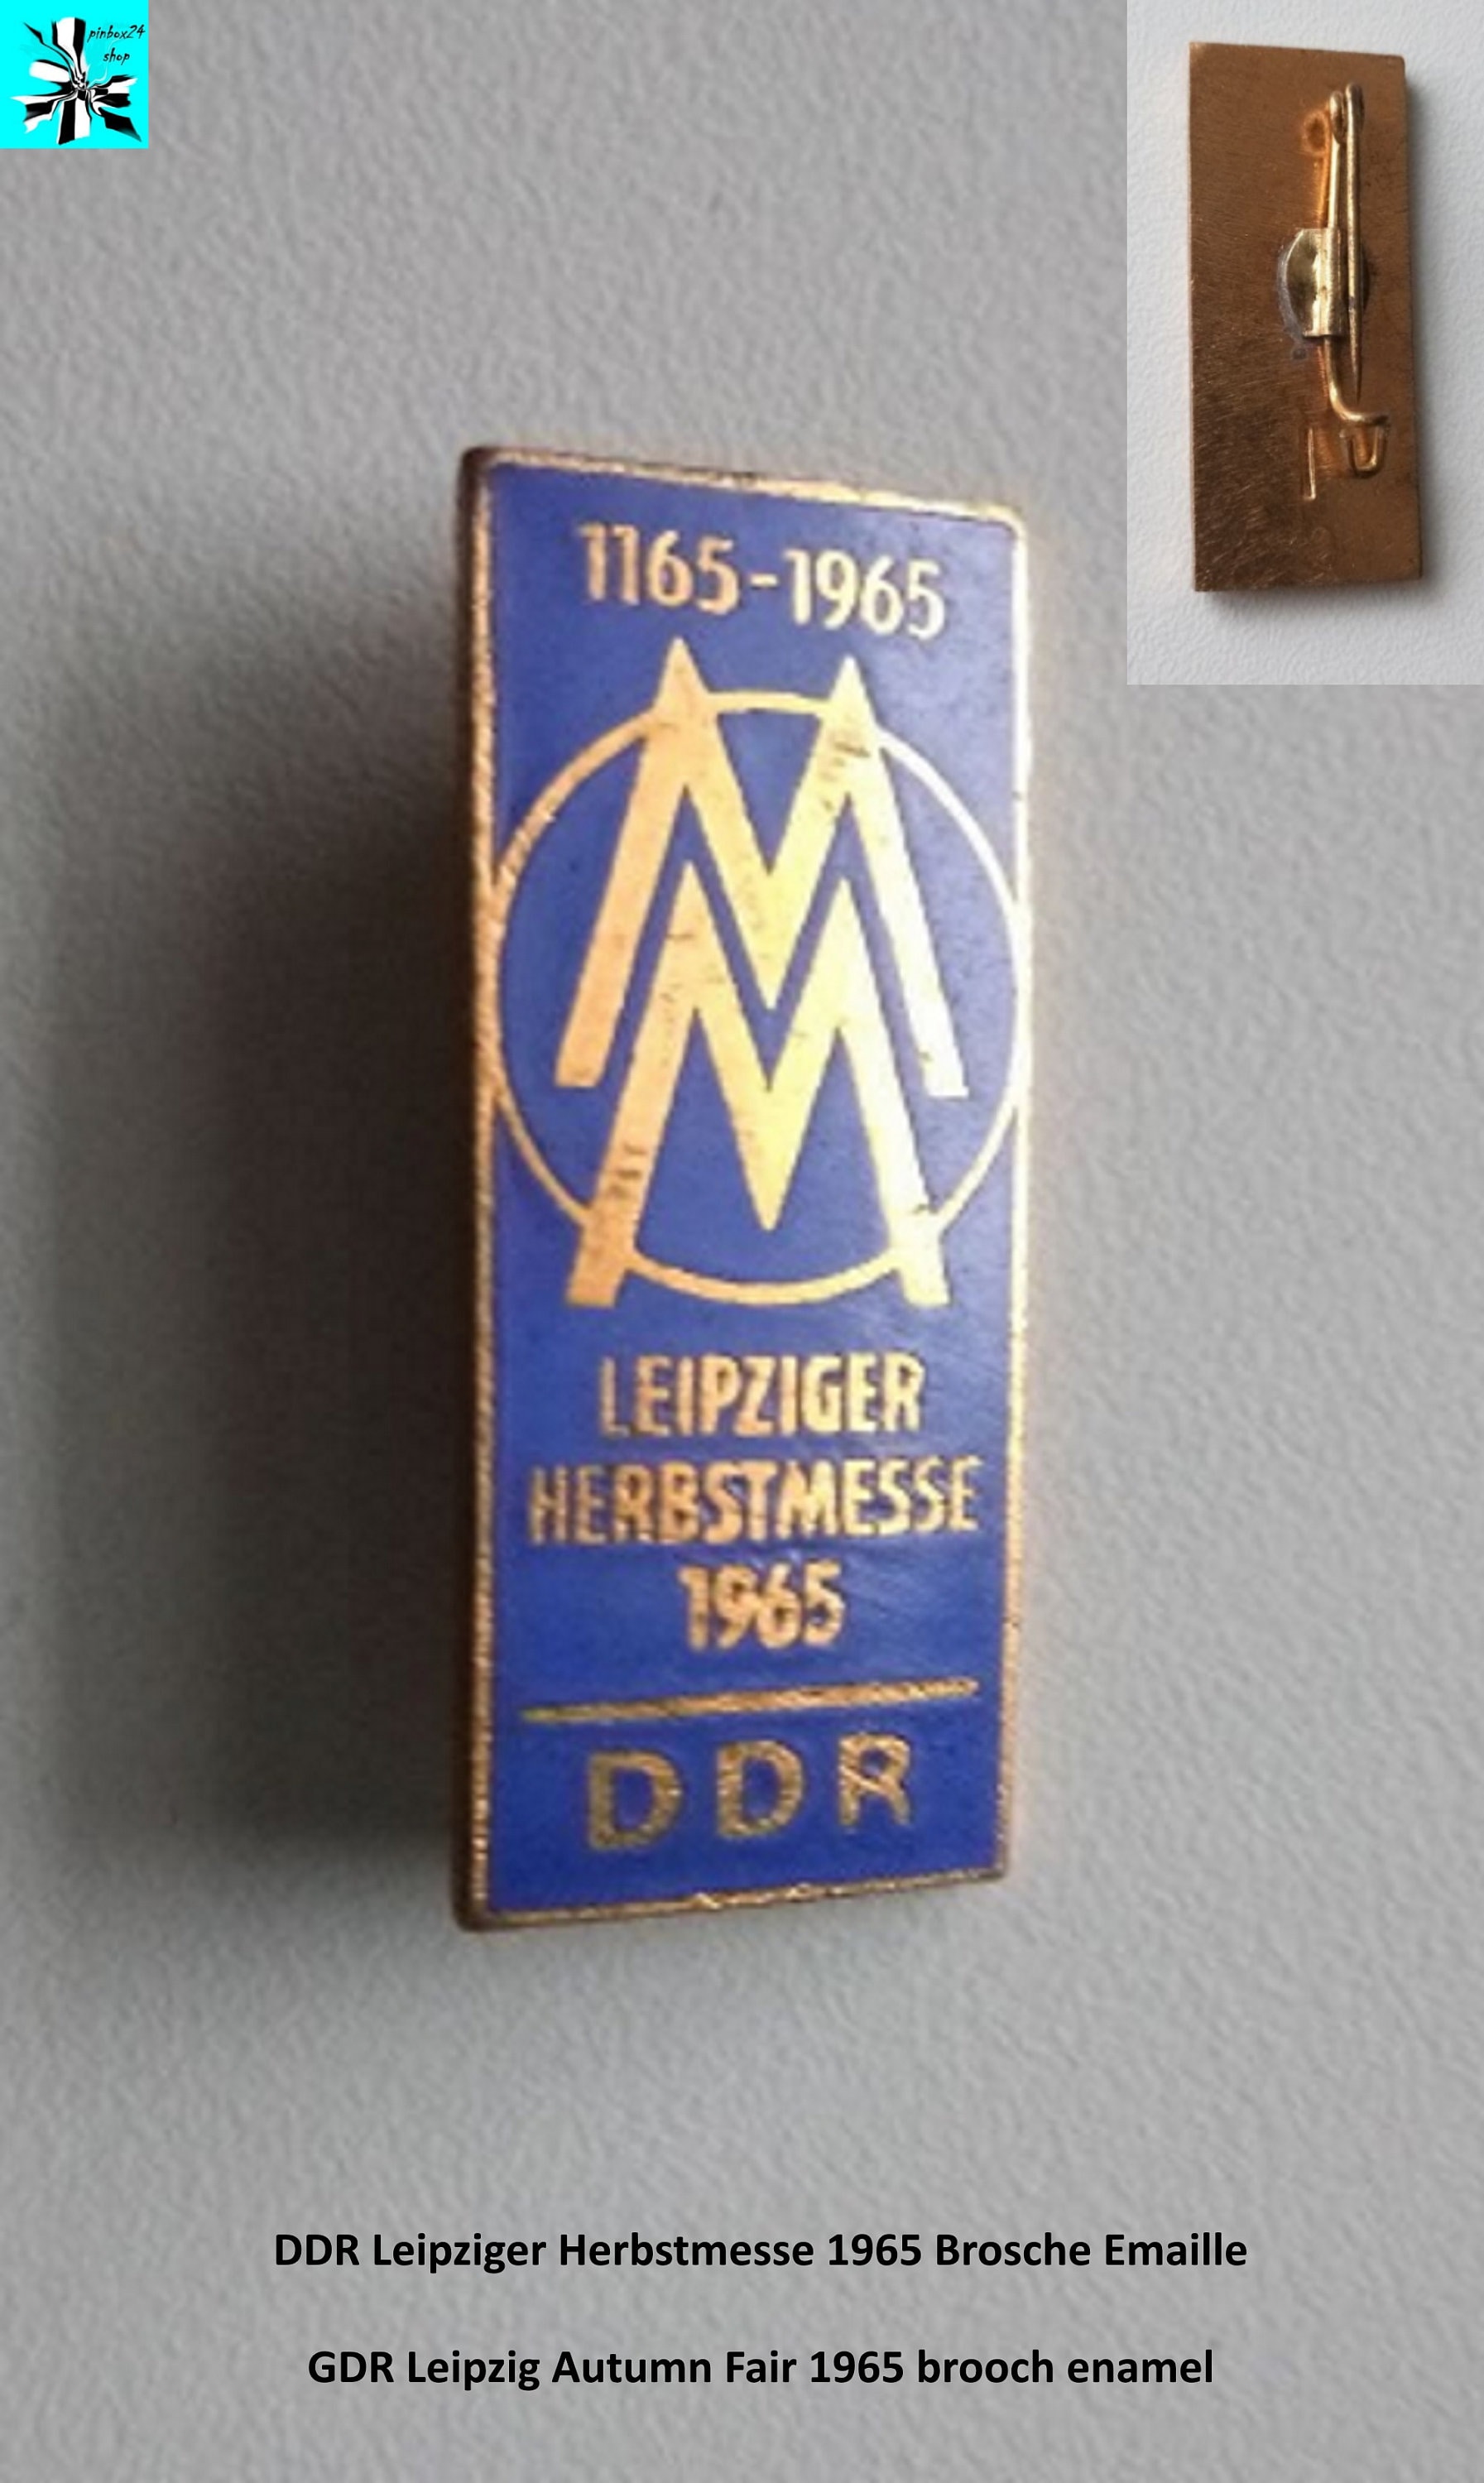 pinbox24
shop
1165-1965
MM
LEIPZIGER
HERBSTMESSE
1965
DDR
DDR Leipziger Herbstmesse 1965 Brosche Emaille
GDR Leipzig Autumn Fair 1965 brooch enamel